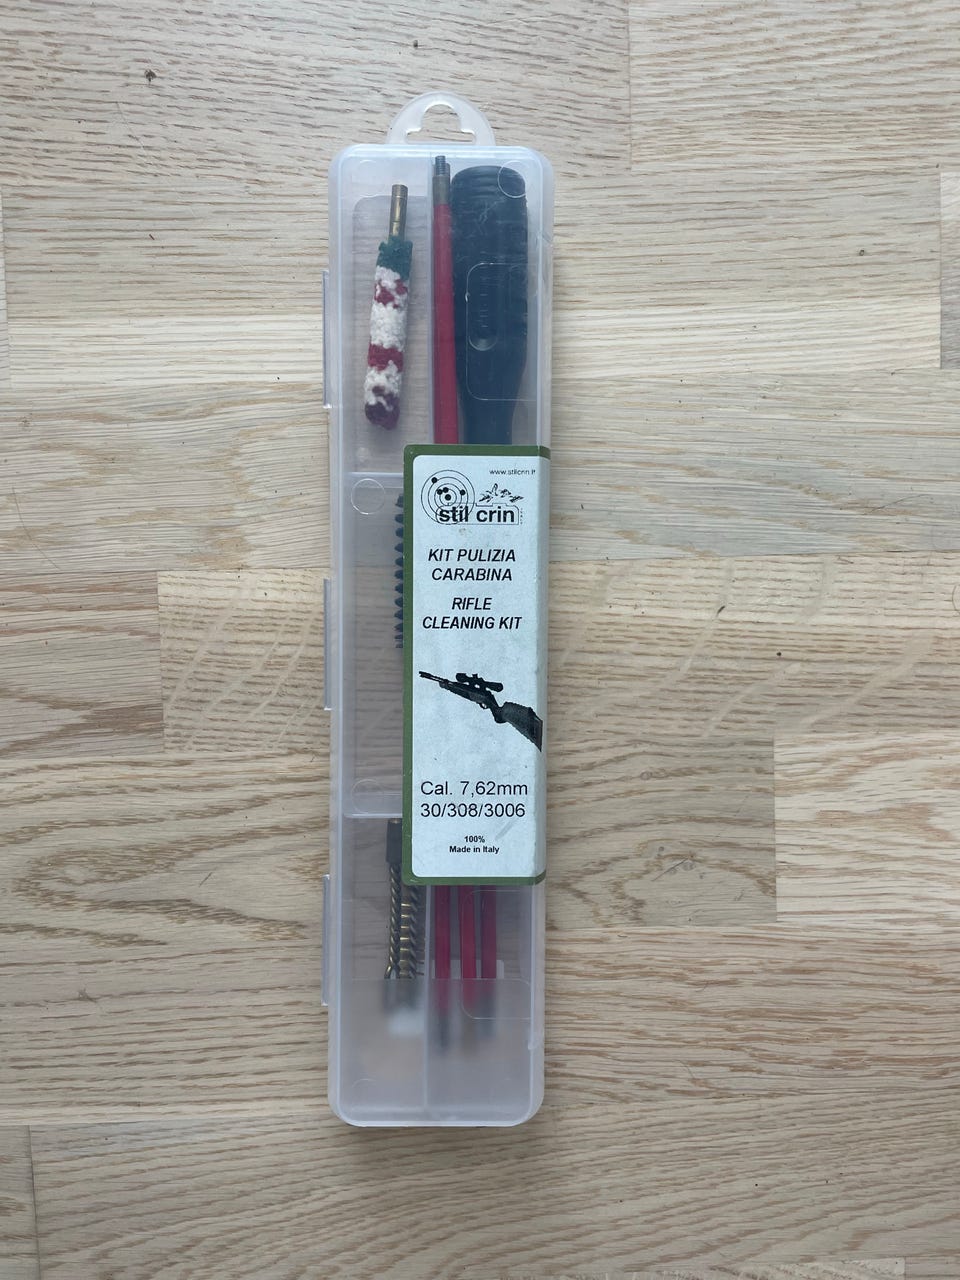 www.stilcrin.it
stil crin
KIT PULIZIA
CARABINA
RIFLE
CLEANING KIT
Cal. 7,62mm
30/308/3006
100%
Made in Italy